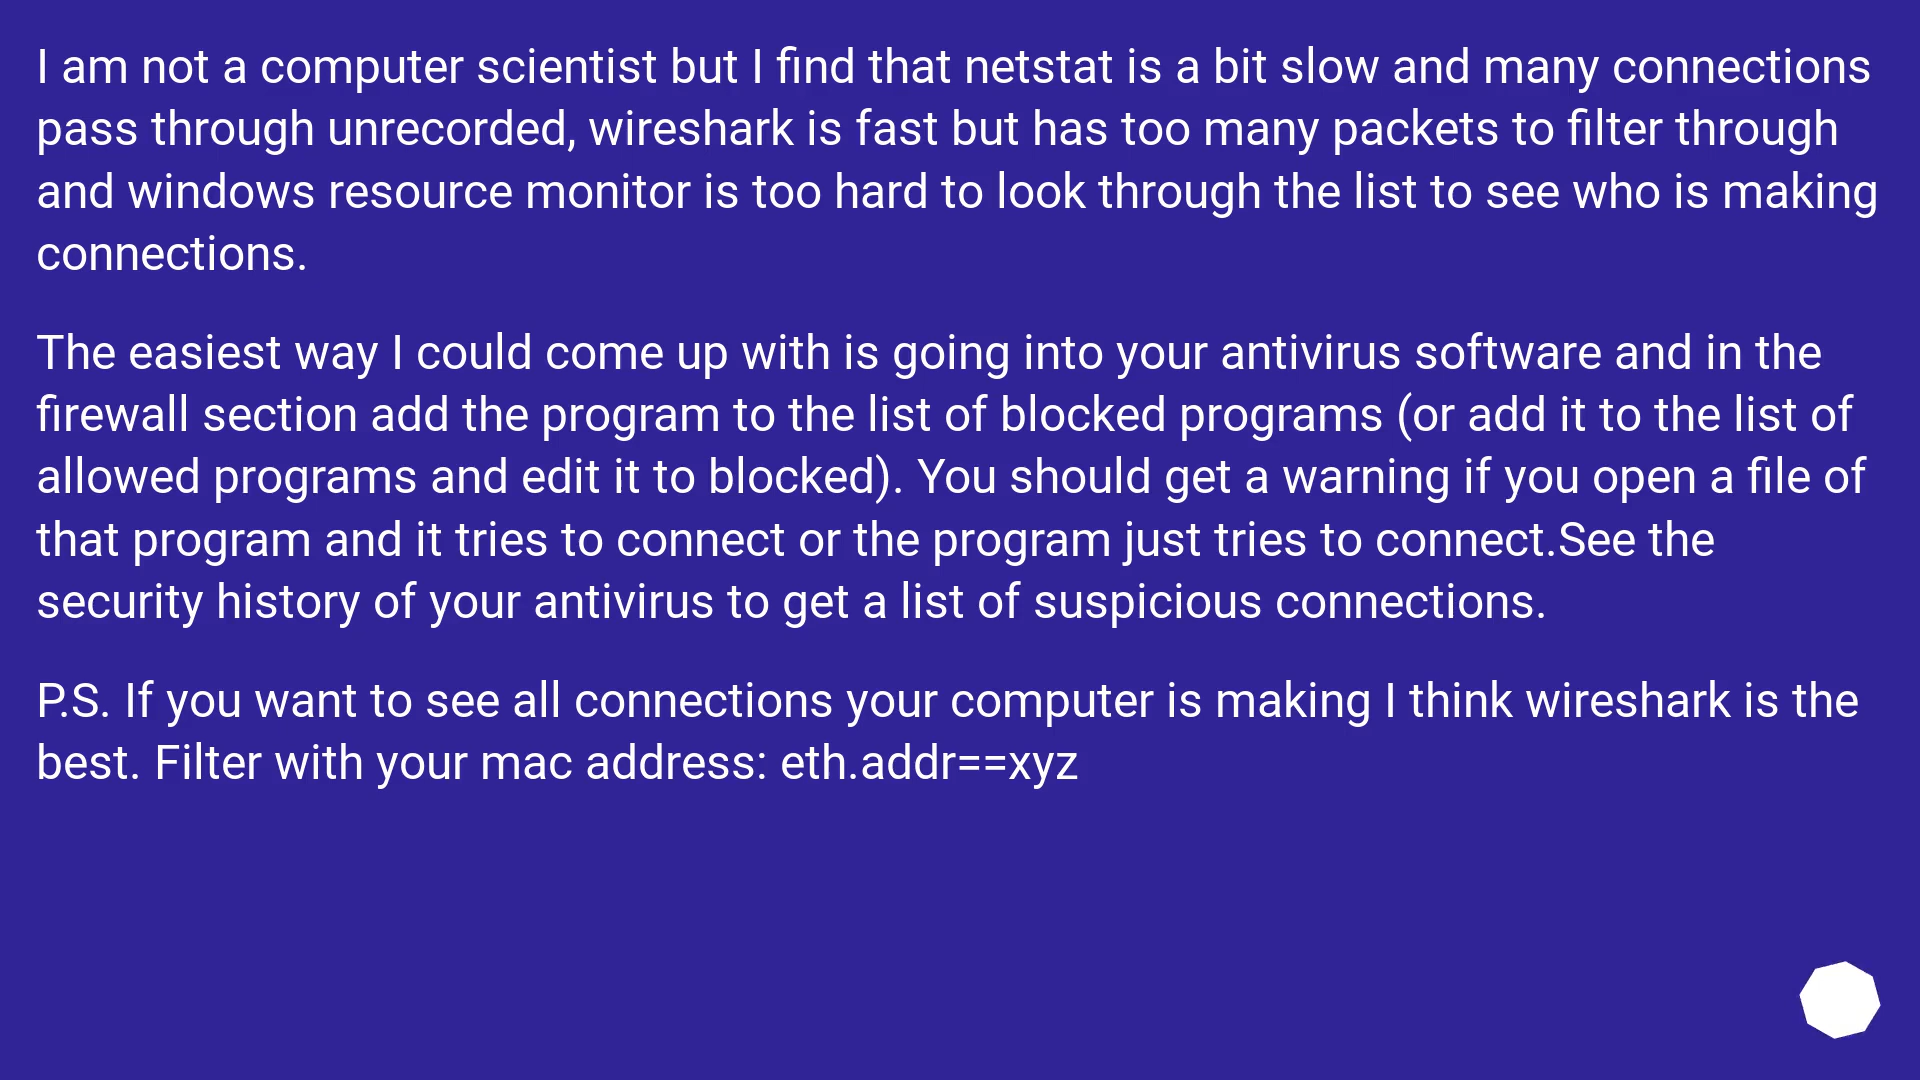 I am not a computer scientist but I find that netstat is a bit slow and many connections
pass through unrecorded, wireshark is fast but has too many packets to filter through
and windows resource monitor is too hard to look through the list to see who is making
connections.
The easiest way I could come up with is going into your antivirus software and in the
firewall section add the program to the list of blocked programs (or add it to the list of
allowed programs and edit it to blocked). You should get a warning if you open a file of
that program and it tries to connect or the program just tries to connect.See the
security history of your antivirus to get a list of suspicious connections.
P.S. If you want to see all connections your computer is making I think wireshark is the
best. Filter with your mac address: eth.addr==xyz